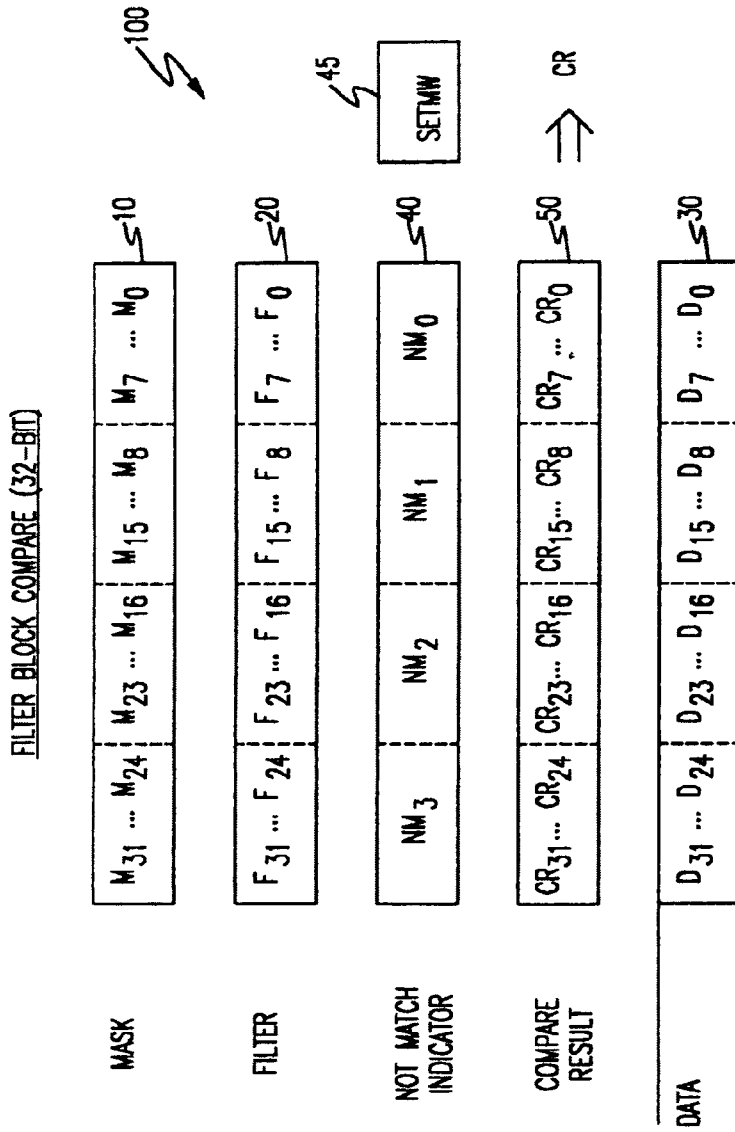 FILTER BLOCK COMPARE (32-BIT)
100
MASK
M31 ... M24 M23 ... M16 M15 ... M8 M7 ... M0
10
FILTER
F31 ... F24 F23 ... F16 F15 ... F8 F7 ... F0
20
NOT MATCH
INDICATOR
NM3 NM2 NM1 NM0
40
SETMW
45
COMPARE
RESULT
CR31 ... CR24 CR23 ... CR16 CR15 ... CR8 CR7 ... CR0
50
CR
DATA
D31 ... D24 D23 ... D16 D15 ... D8 D7 ... D0
30